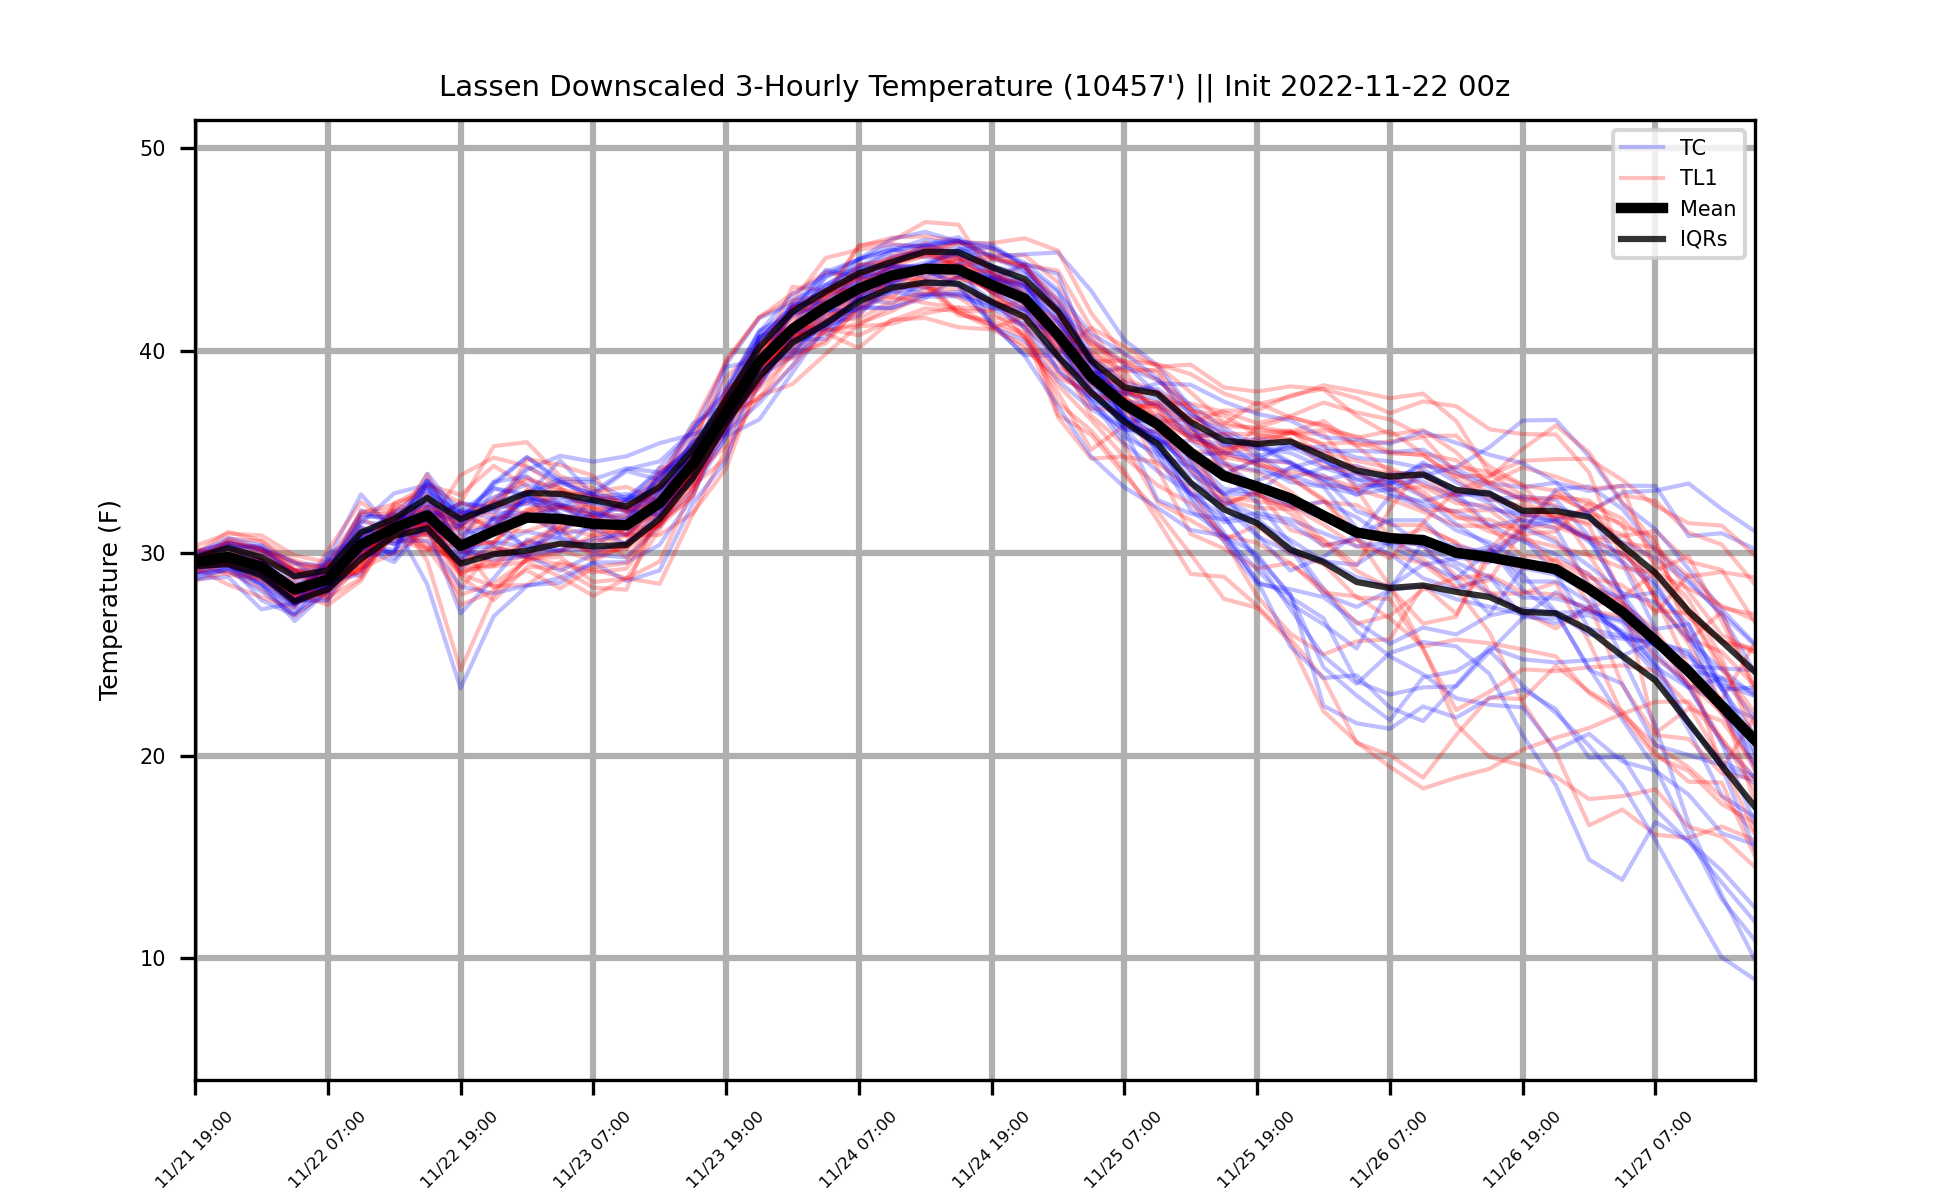 Lassen Downscaled 3-Hourly Temperature (10457') || Init 2022-11-22 00z
TC
TL1
Mean
IQRs
Temperature (F)
50
40
30
20
10
11/21 19:00
11/22 07:00
11/22 19:00
11/23 07:00
11/23 19:00
11/24 07:00
11/24 19:00
11/25 07:00
11/25 19:00
11/26 07:00
11/26 19:00
11/27 07:00